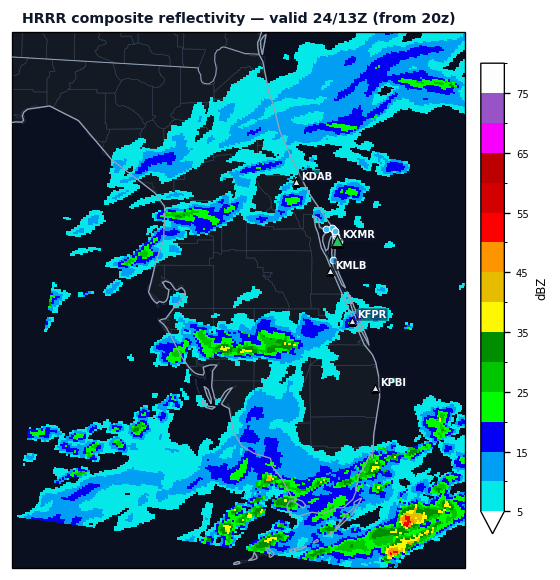 HRRR composite reflectivity — valid 24/13Z (from 20z)
KDAB
KXMR
KMLB
KFPR
KPBI
75
65
55
45
35
25
15
5
dBZ